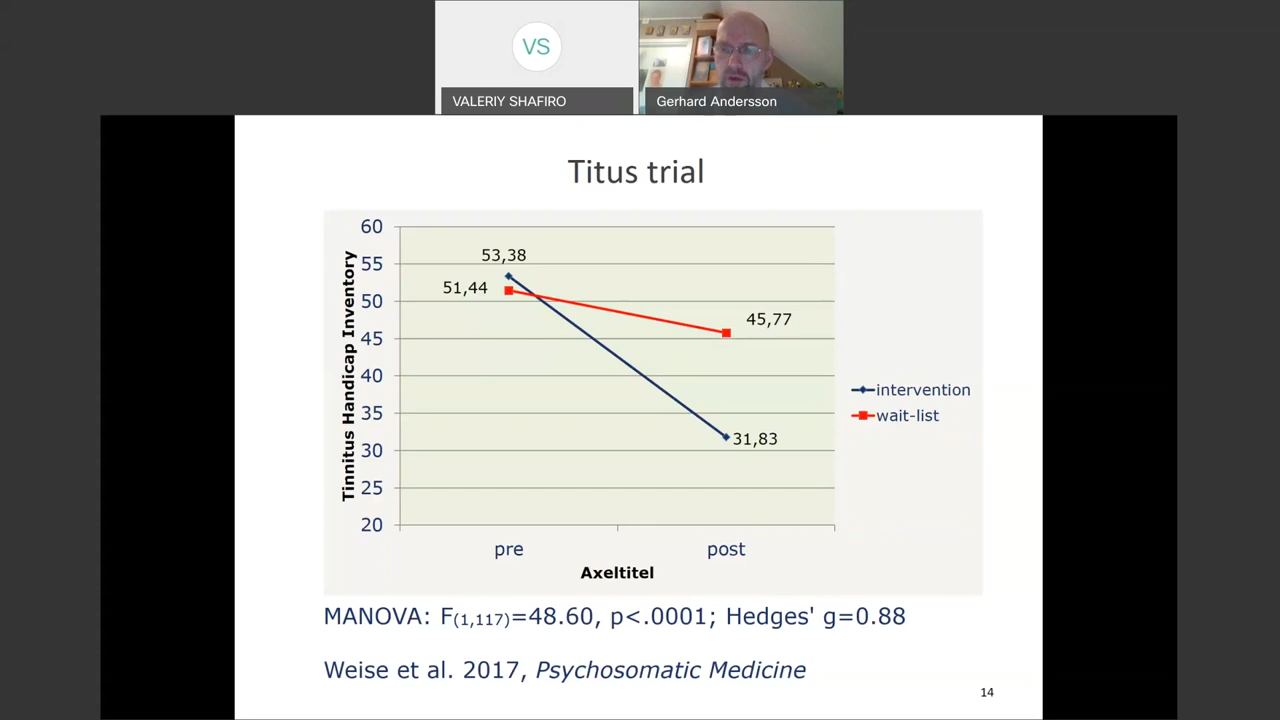 VS
VALERIY SHAFIRO
Gerhard Andersson
Titus trial
Tinnitus Handicap Inventory
60
55
50
45
40
35
30
25
20
53,38
51,44
45,77
31,83
intervention
wait-list
pre
post
Axeltitel
MANOVA: F(1,117)=48.60, p<.0001; Hedges' g=0.88
Weise et al. 2017, Psychosomatic Medicine
14